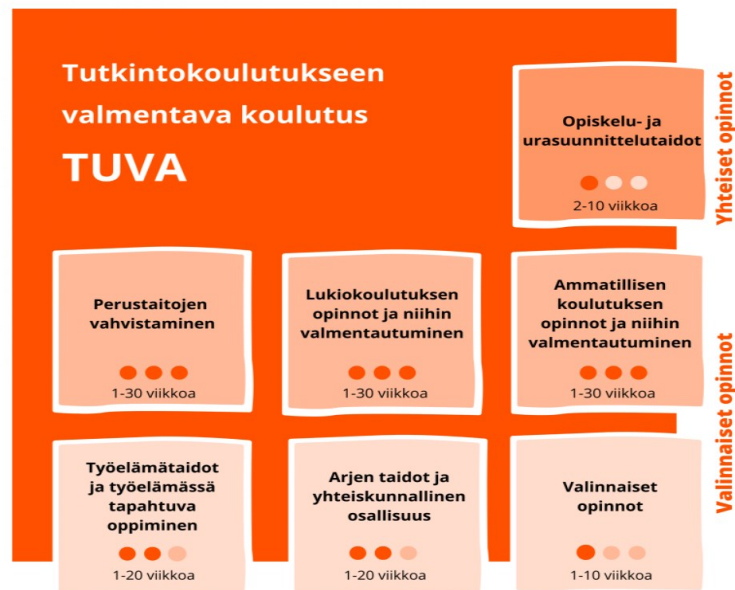 Tutkintokoulutukseen
valmentava koulutus
TUVA
Opiskelu- ja
urasuunnittelutaidot
2-10 viikkoa
Yhteiset opinnot
Perustaitojen
vahvistaminen
1-30 viikkoa
Lukiokoulutuksen
opinnot ja niihin
valmentautuminen
1-30 viikkoa
Ammatillisen
koulutuksen
opinnot ja niihin
valmentautuminen
1-30 viikkoa
Työelämätaidot
ja työelämässä
tapahtuva
oppiminen
1-20 viikkoa
Arjen taidot ja
yhteiskunnallinen
osallisuus
1-20 viikkoa
Valinnaiset
opinnot
1-10 viikkoa
Valinnaiset opinnot